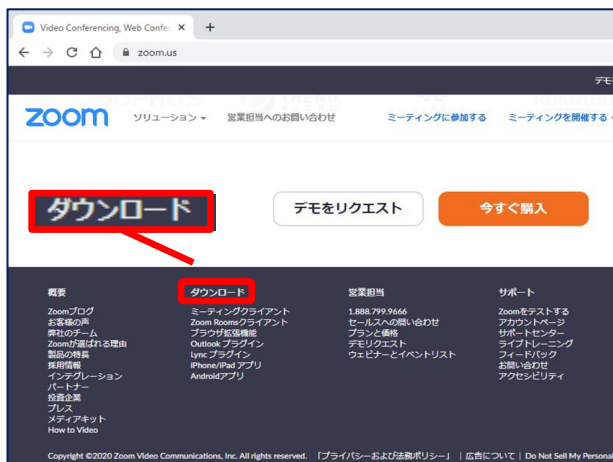 Video Conferencing, Web Confer
zoom.us
デモ
zoom ソリューション 営業担当へのお問い合わせ ミーティングに参加する ミーティングを開催する
ダウンロード
デモをリクエスト 今すぐ購入
概要
Zoomブログ
お客様の声
弊社のチーム
Zoomが選ばれる理由
製品の特長
採用情報
インテグレーション
パートナー
投資企業
プレス
メディアキット
How to Video
ダウンロード
ミーティングクライアント
Zoom Roomsクライアント
ブラウザ拡張機能
Outlook プラグイン
Lync プラグイン
iPhone/iPad アプリ
Androidアプリ
営業担当
1.888.799.9666
セールスへの問い合わせ
プランと価格
デモリクエスト
ウェビナーとイベントリスト
サポート
Zoomをテストする
アカウントページ
サポートセンター
ライブトレーニング
フィードバック
お問い合わせ
アクセシビリティ
Copyright ©2020 Zoom Video Communications, Inc. All rights reserved. 「プライバシーおよび法務ポリシー」 | 広告について | Do Not Sell My Personal